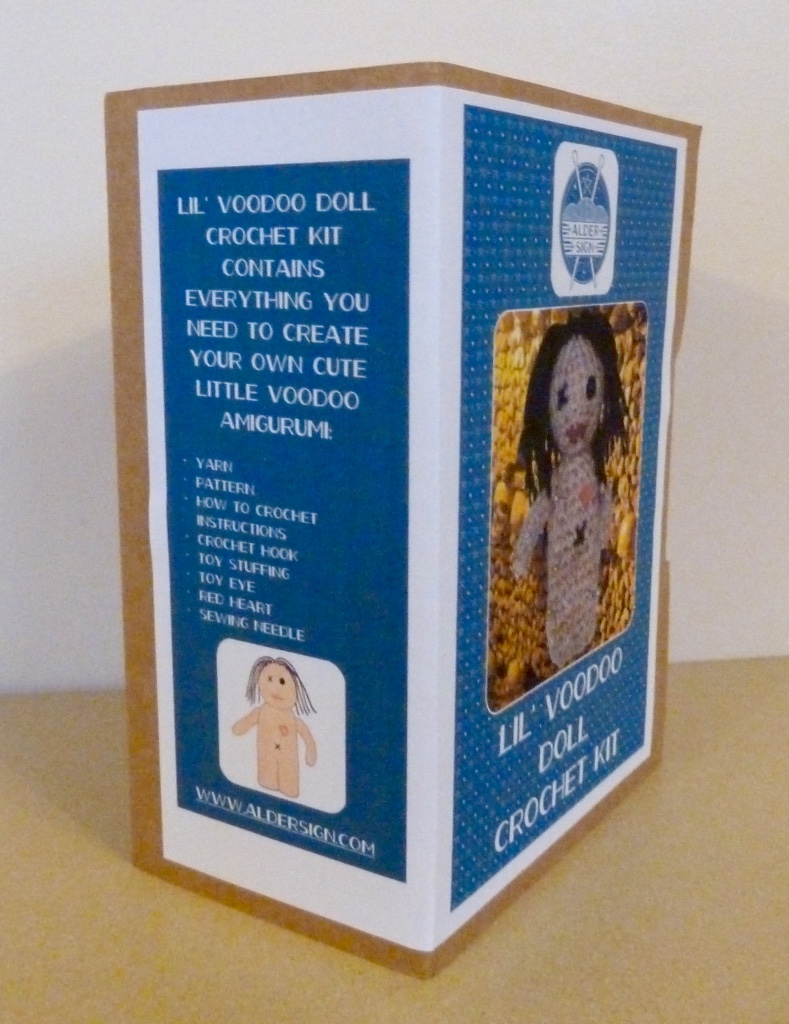 LIL' VOODOO DOLL
CROCHET KIT
CONTAINS
EVERYTHING YOU
NEED TO CREATE
YOUR OWN CUTE
LITTLE VOODOO
AMIGURUMI:
· YARN
· PATTERN
· HOW TO CROCHET
INSTRUCTIONS
· CROCHET HOOK
· TOY STUFFING
· TOY EYE
· RED HEART
· SEWING NEEDLE
WWW.ALDERSIGN.COM
ALDER
SIGN
LIL' VOODOO
DOLL
CROCHET KIT